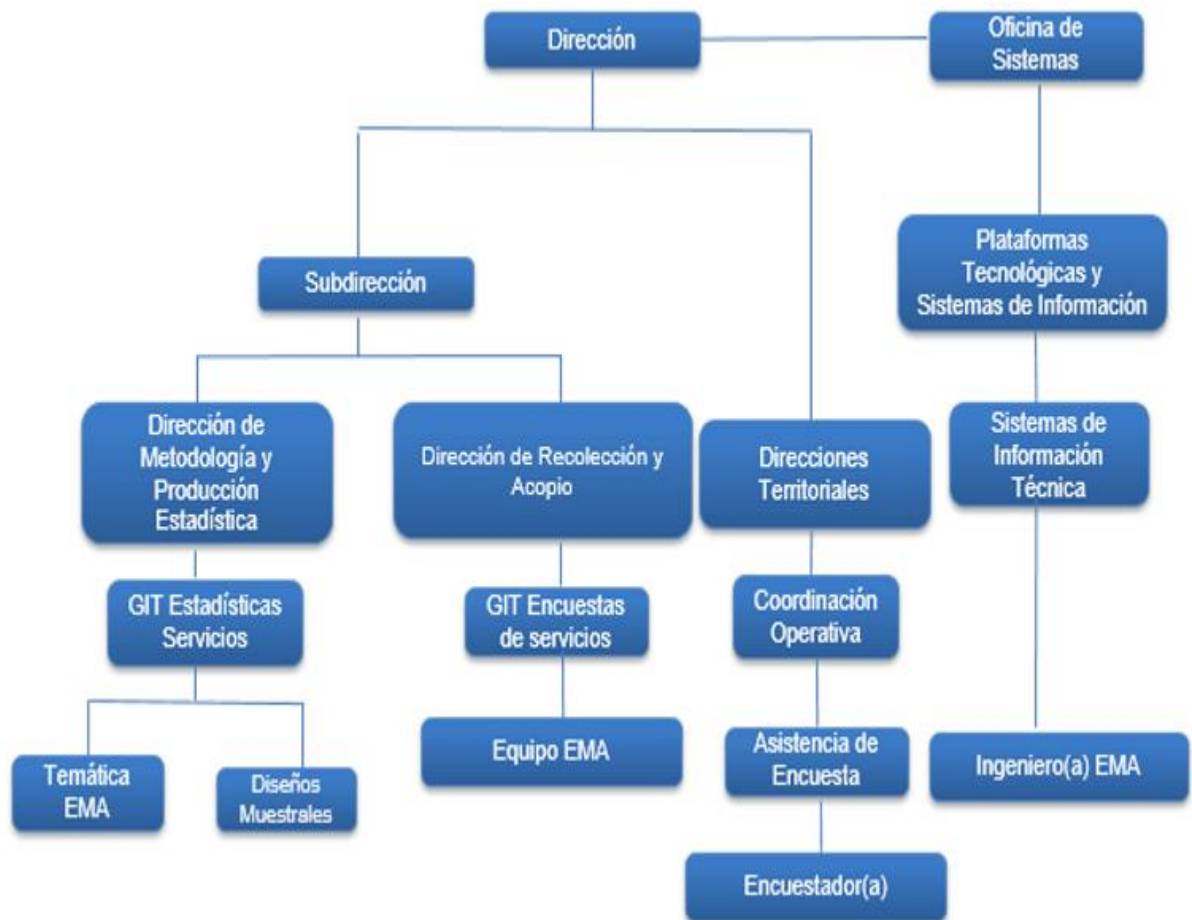 Dirección
Oficina de
Sistemas
Plataformas
Tecnológicas y
Sistemas de Información
Subdirección
Dirección de
Metodología y
Producción
Estadística
Dirección de Recolección y
Acopio
Direcciones
Territoriales
Sistemas de
Información
Técnica
GIT Estadísticas
Servicios
GIT Encuestas
de servicios
Coordinación
Operativa
Temática
EMA
Diseños
Muestrales
Equipo EMA
Asistencia de
Encuesta
Ingeniero(a) EMA
Encuestador(a)